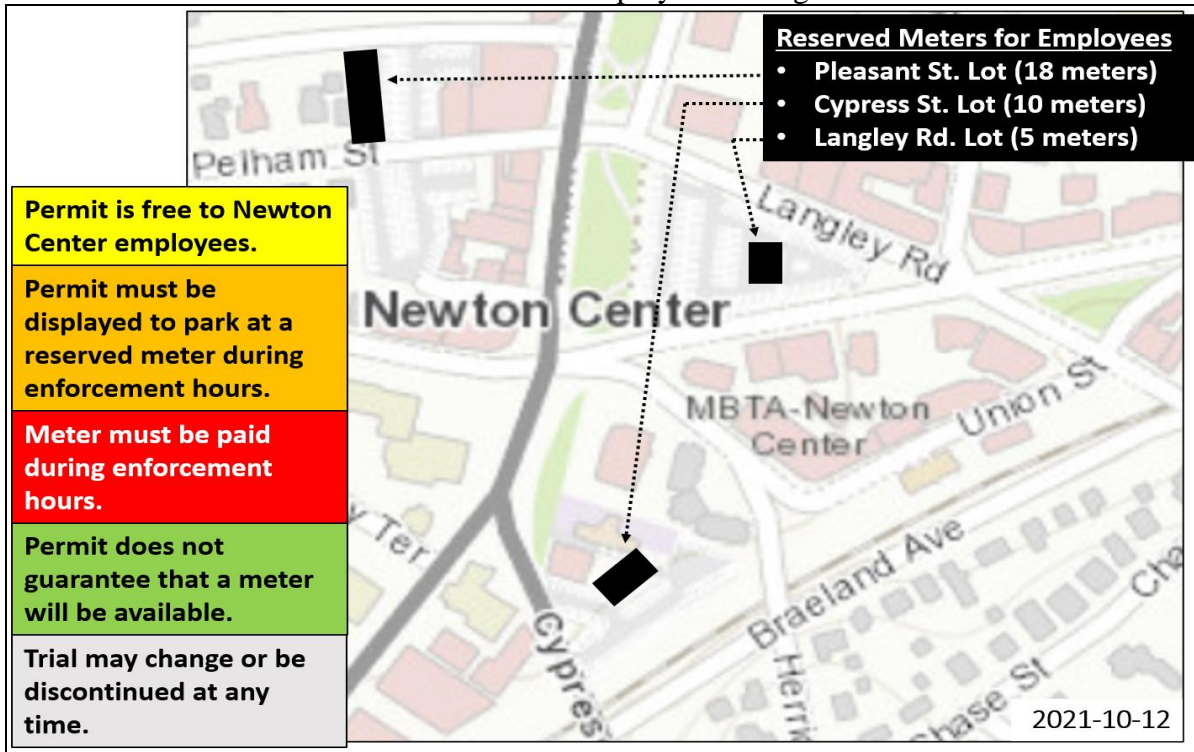 Reserved Meters for Employees
• Pleasant St. Lot (18 meters)
• Cypress St. Lot (10 meters)
• Langley Rd. Lot (5 meters)
Pelham St
Langley Rd
Permit is free to Newton
Center employees.
Permit must be
displayed to park at a
reserved meter during
enforcement hours.
Meter must be paid
during enforcement
hours.
Permit does not
guarantee that a meter
will be available.
Trial may change or be
discontinued at any
time.
Newton Center
MBTA-Newton
Center
Union St
y Ter
Braeland Ave
Cypres
Herri
Chase St
Cha
2021-10-12